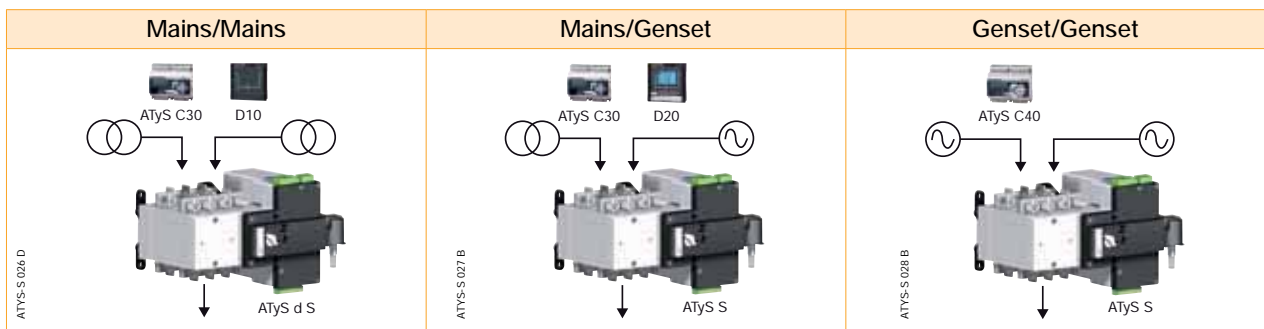 Mains/Mains
Mains/Genset
Genset/Genset
ATyS C30
D10
ATyS C30
D20
ATyS C40
ATYS-S 026 D
ATyS d S
ATYS-S 027 B
ATyS S
ATYS-S 028 B
ATyS S